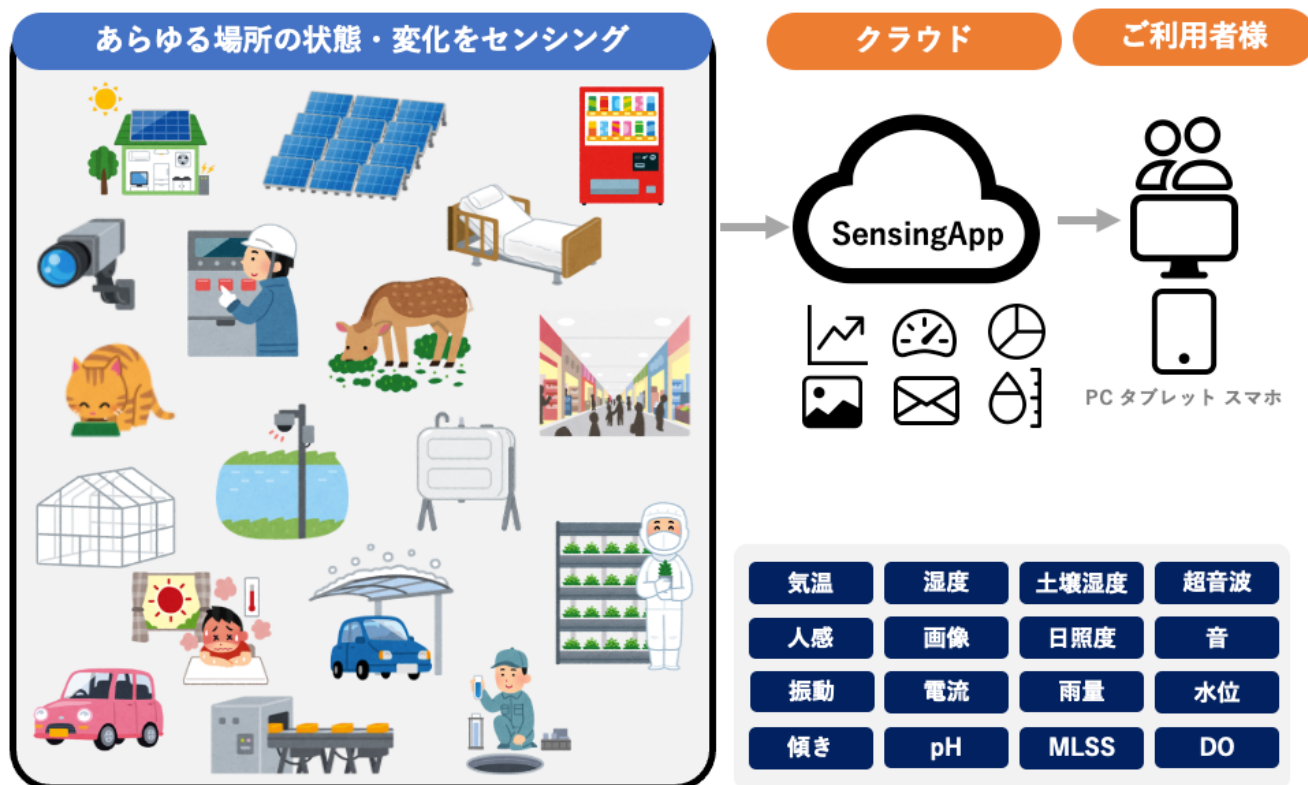 あらゆる場所の状態・変化をセンシング
クラウド
ご利用者様
SensingApp
PC タブレット スマホ
気温
湿度
土壌湿度
超音波
人感
画像
日照度
音
振動
電流
雨量
水位
傾き
pH
MLSS
DO